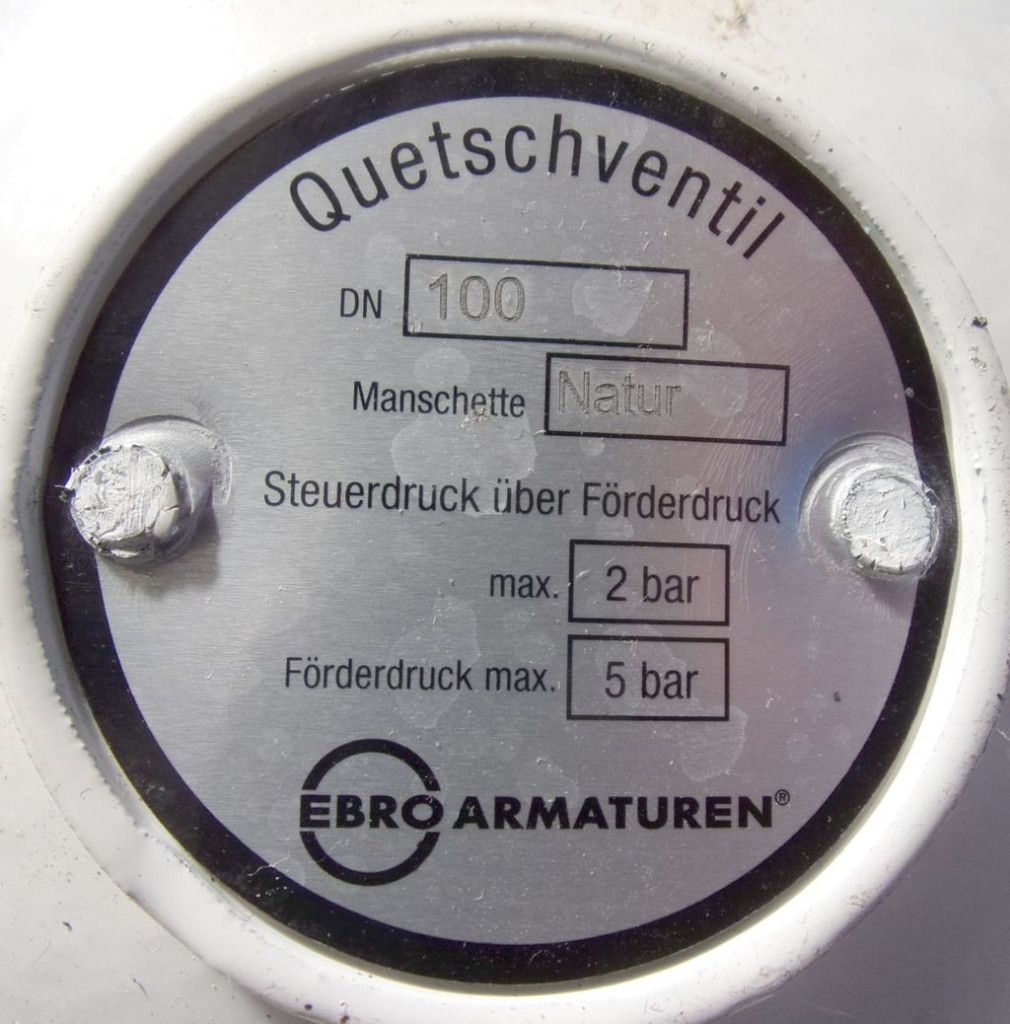 Quetschventil
DN 100
Manschette Natur
Steuerdruck über Förderdruck
max. 2 bar
Förderdruck max. 5 bar
EBRO ARMATUREN®